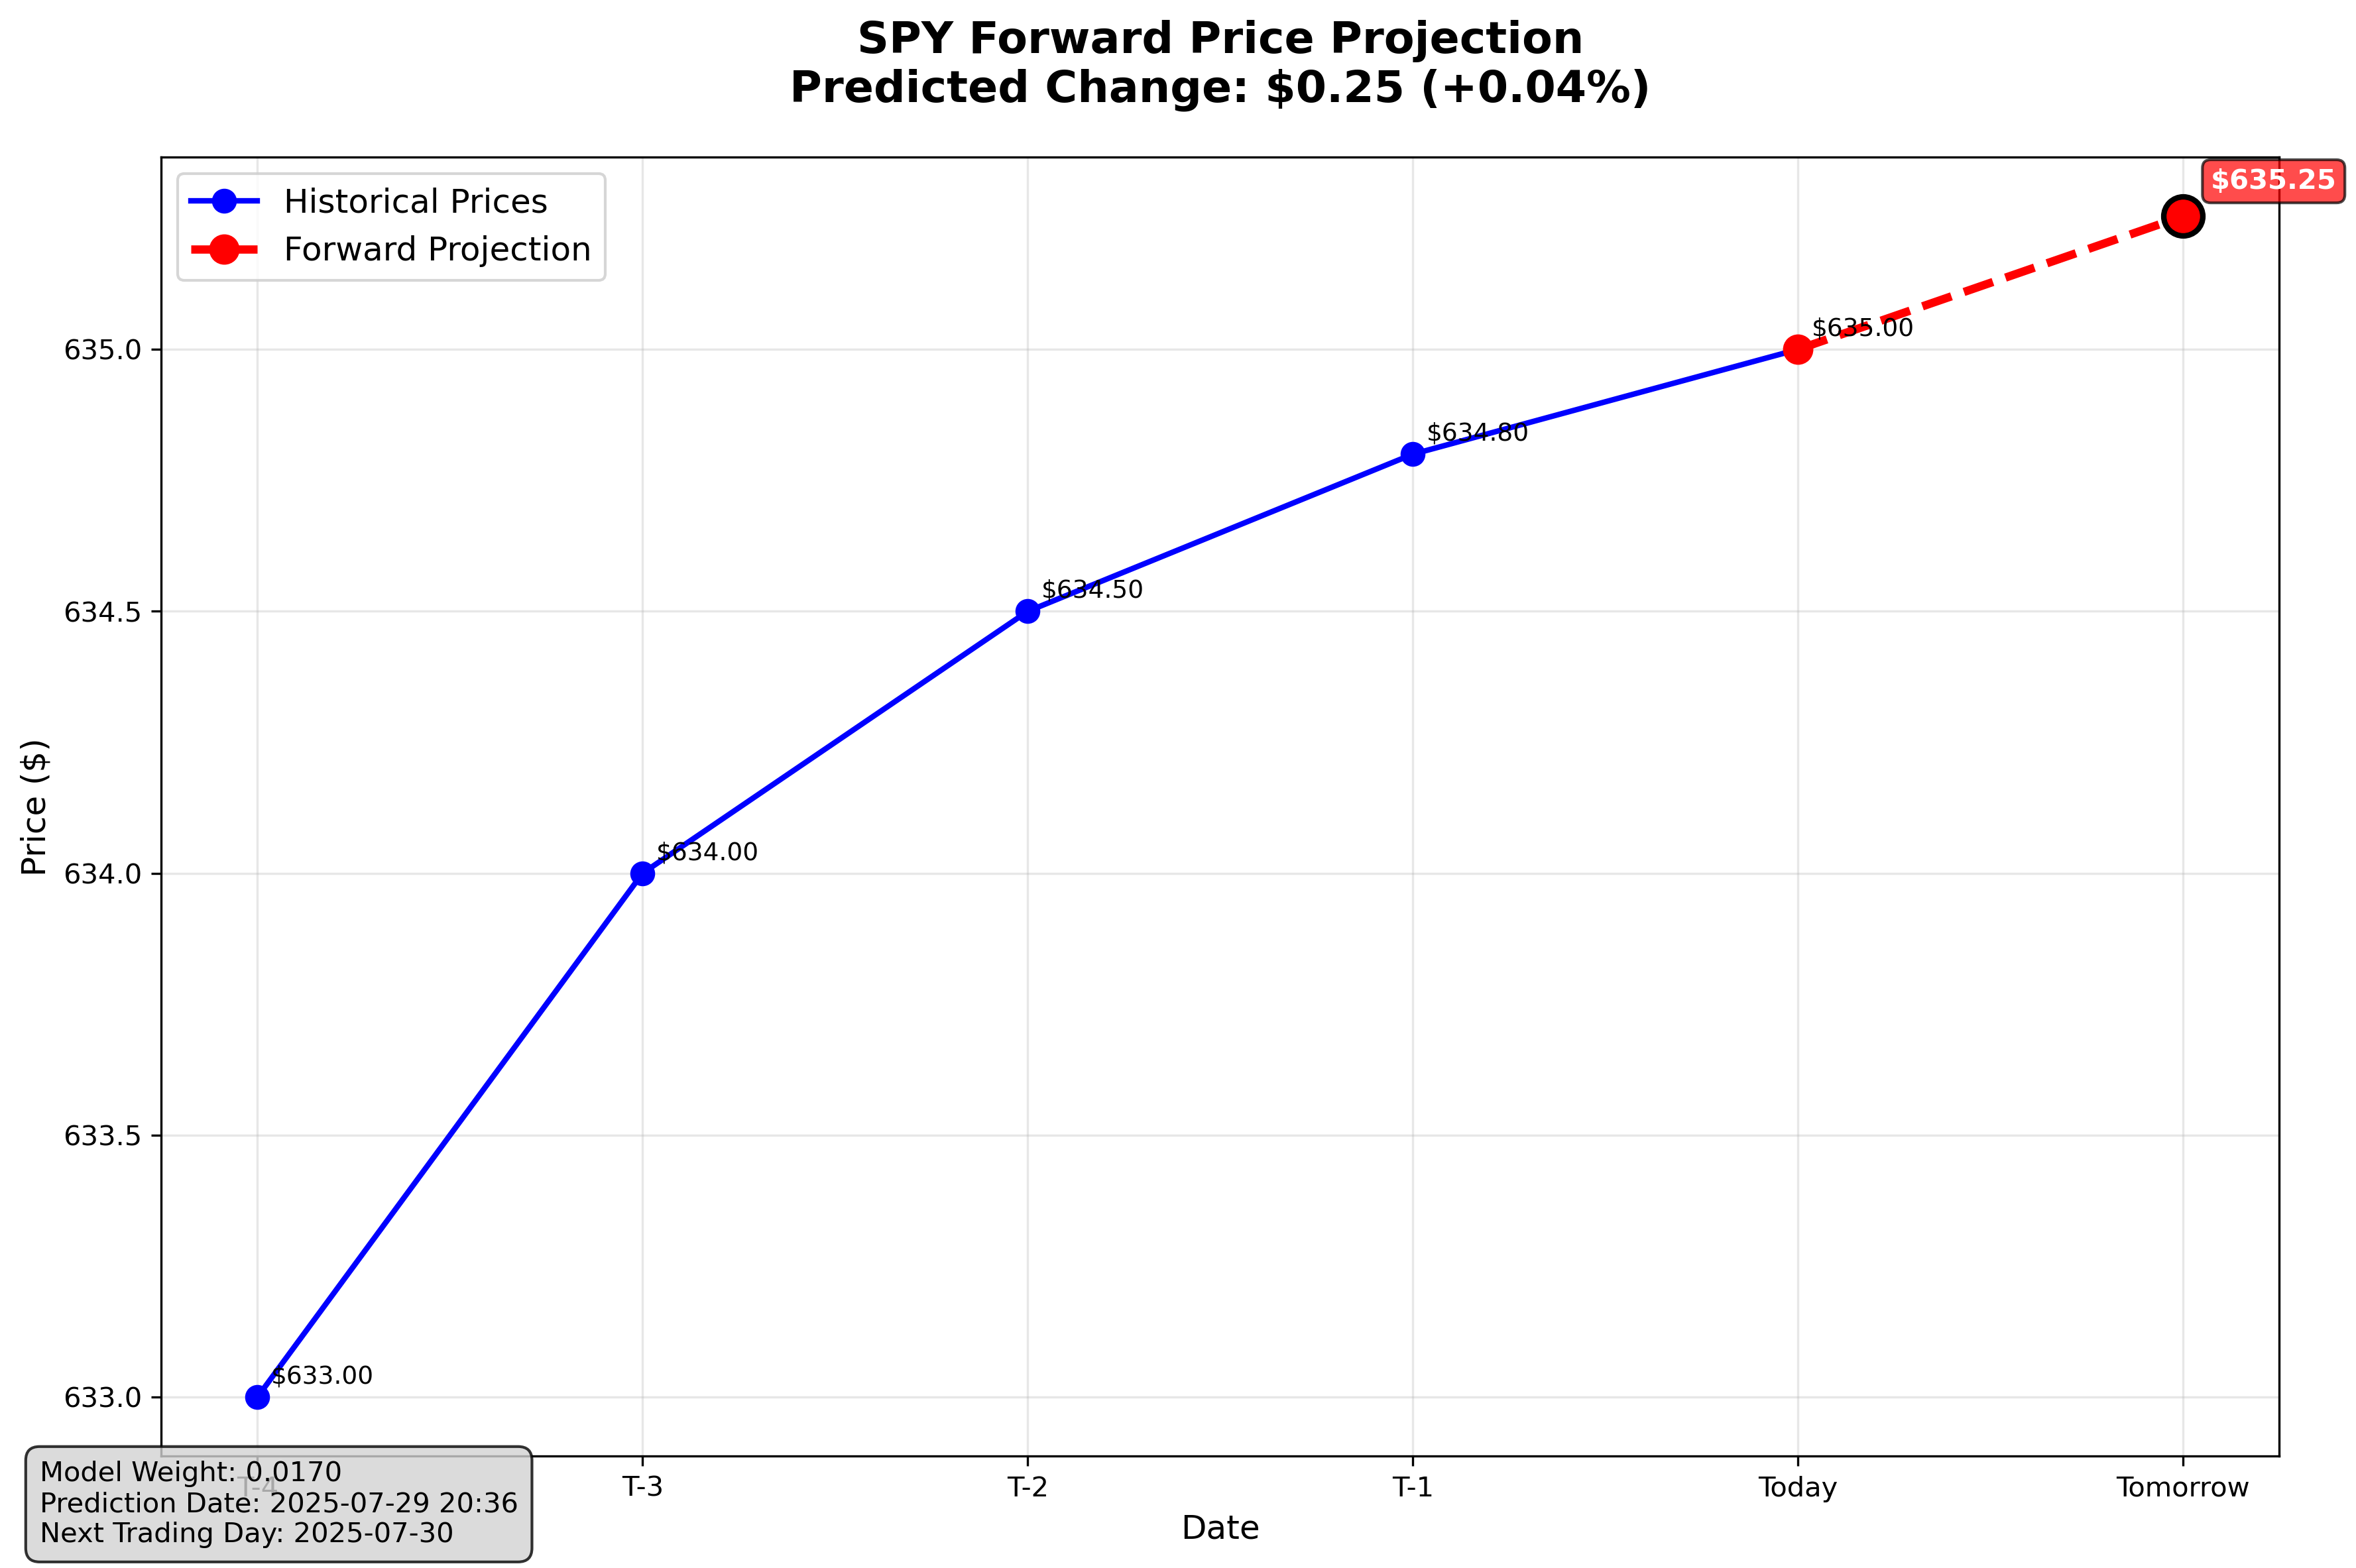 SPY Forward Price Projection
Predicted Change: $0.25 (+0.04%)
Historical Prices
Forward Projection
$635.25
$635.00
$634.80
$634.50
$634.00
$633.00
Price ($)
635.0
634.5
634.0
633.5
633.0
T-4
T-3
T-2
T-1
Today
Tomorrow
Date
Model Weight: 0.0170
Prediction Date: 2025-07-29 20:36
Next Trading Day: 2025-07-30